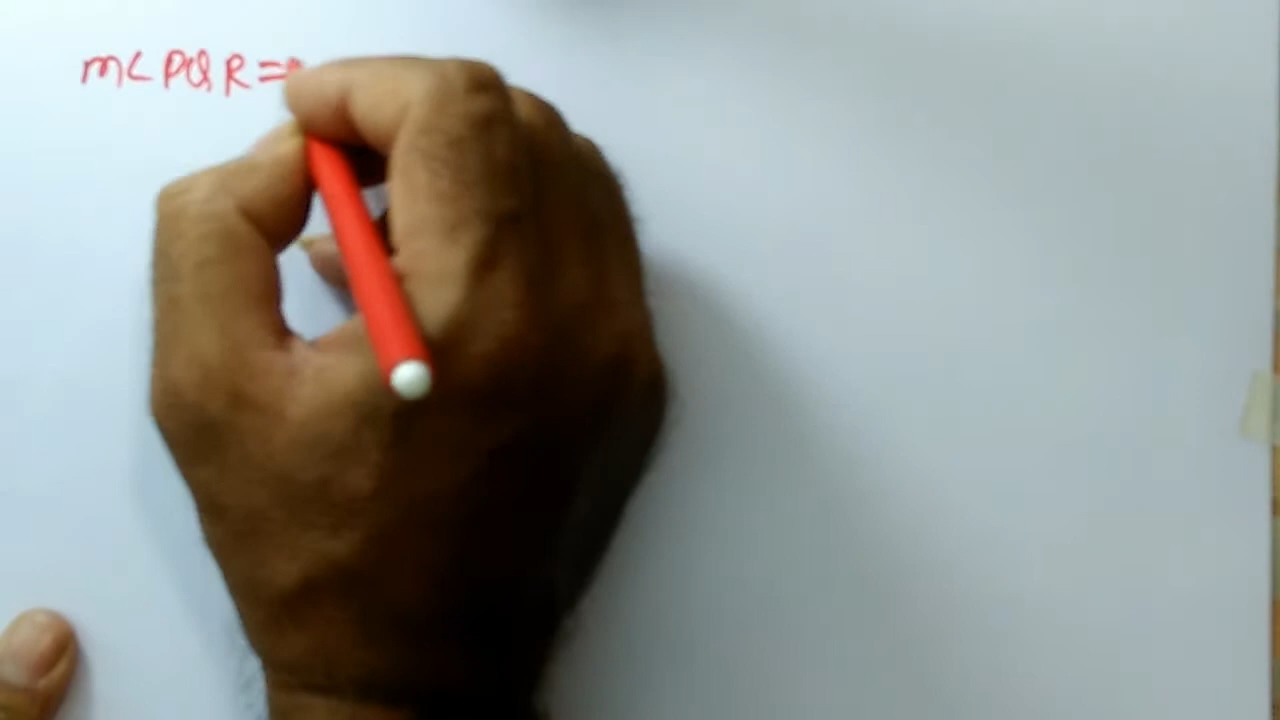 m∠ PQR =